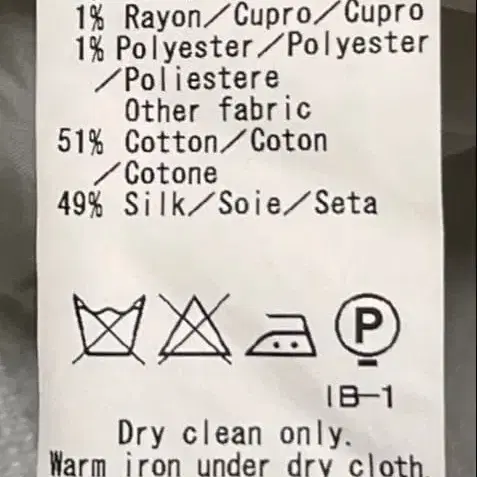 1% Rayon/Cupro/Cupro
1% Polyester/Polyester
/Poliestere
Other fabric
51% Cotton/Coton
/Cotone
49% Silk/Soie/Seta
P
IB-1
Dry clean only.
Warm iron under dry cloth